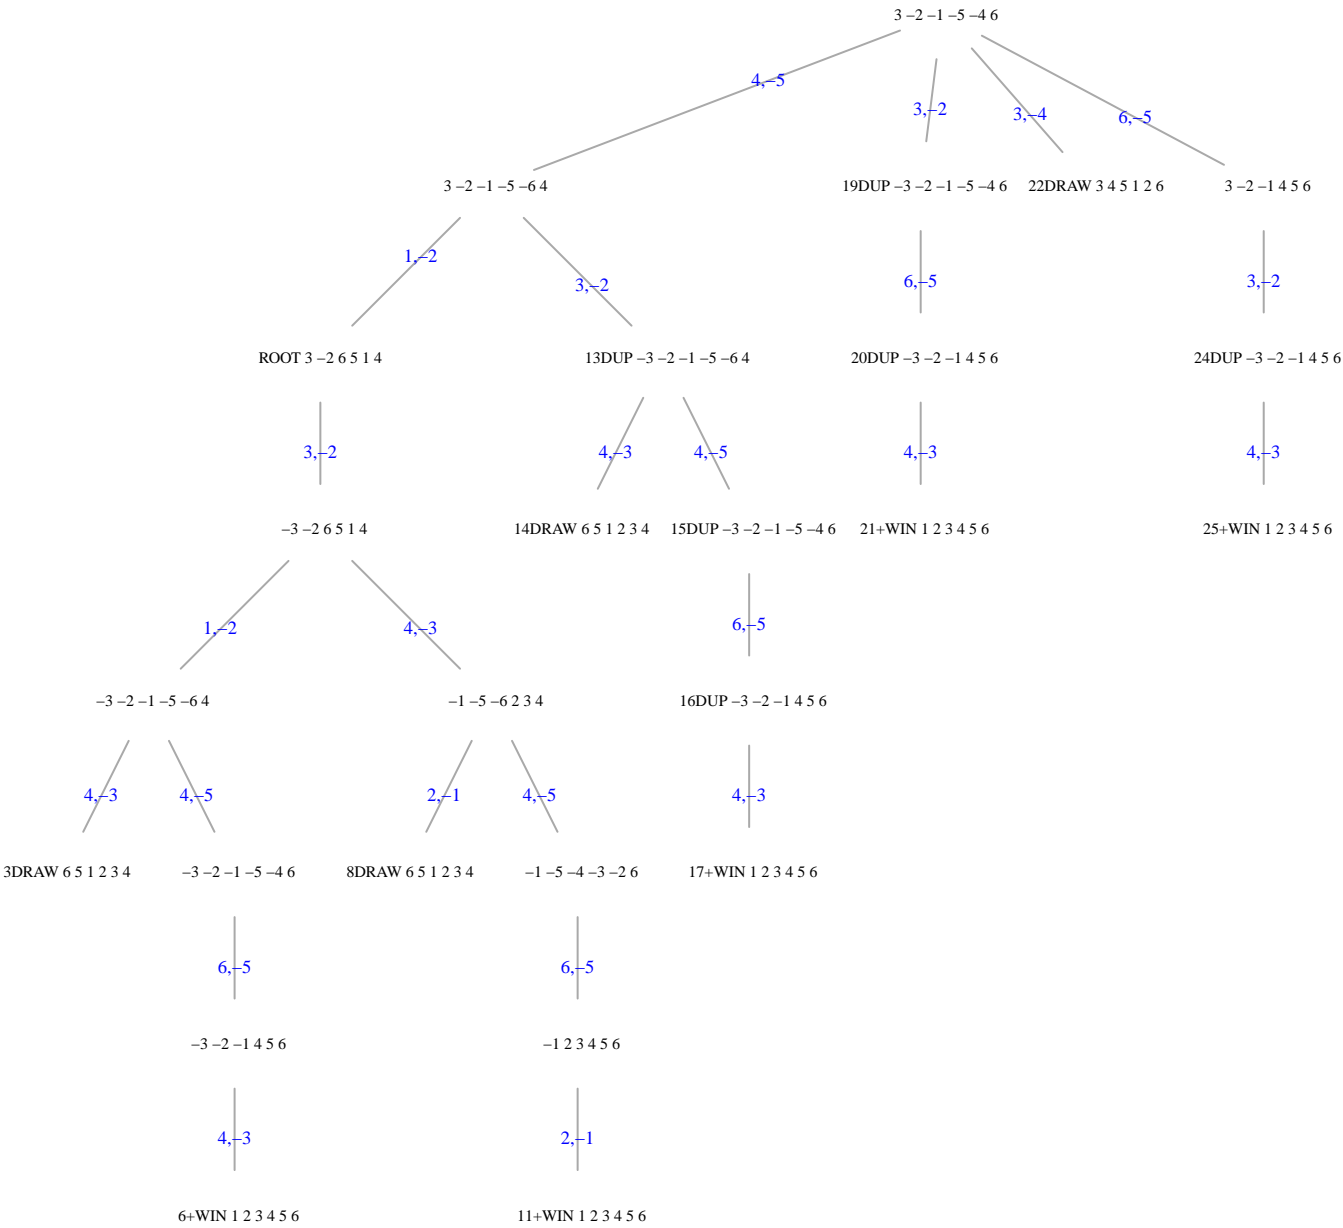 3 –2 –1 –5 –4 6
4,–5
3,–2
3,–4
6,–5
3 –2 –1 –5 –6 4
19DUP –3 –2 –1 –5 –4 6
22DRAW 3 4 5 1 2 6
3 –2 –1 4 5 6
1,–2
3,–2
6,–5
3,–2
ROOT 3 –2 6 5 1 4
13DUP –3 –2 –1 –5 –6 4
20DUP –3 –2 –1 4 5 6
24DUP –3 –2 –1 4 5 6
3,–2
4,–3
4,–5
4,–3
4,–3
–3 –2 6 5 1 4
14DRAW 6 5 1 2 3 4
15DUP –3 –2 –1 –5 –4 6
21+WIN 1 2 3 4 5 6
25+WIN 1 2 3 4 5 6
1,–2
4,–3
6,–5
–3 –2 –1 –5 –6 4
–1 –5 –6 2 3 4
16DUP –3 –2 –1 4 5 6
4,–3
4,–5
2,–1
4,–5
4,–3
3DRAW 6 5 1 2 3 4
–3 –2 –1 –5 –4 6
8DRAW 6 5 1 2 3 4
–1 –5 –4 –3 –2 6
17+WIN 1 2 3 4 5 6
6,–5
6,–5
–3 –2 –1 4 5 6
–1 2 3 4 5 6
4,–3
2,–1
6+WIN 1 2 3 4 5 6
11+WIN 1 2 3 4 5 6